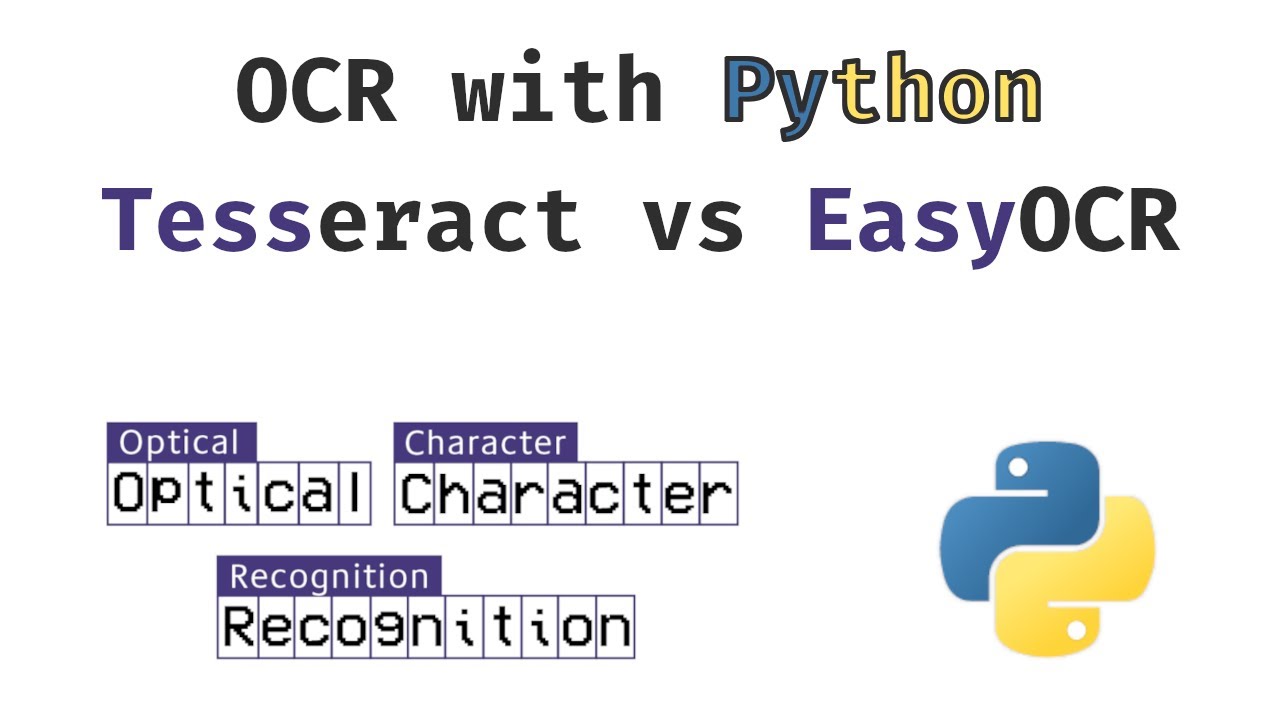 OCR with Python
Tesseract vs EasyOCR
Optical Character
Optical Character
Recognition
Recognition